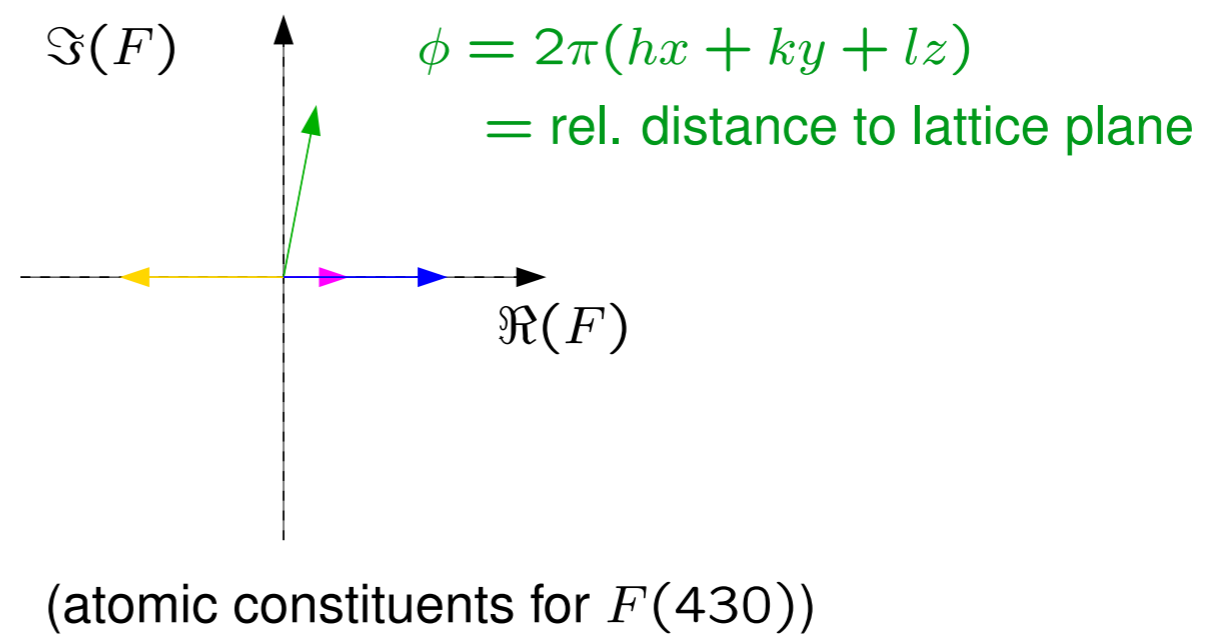 ℑ(F)
ϕ = 2π(hx + ky + lz)
= rel. distance to lattice plane
ℜ(F)
(atomic constituents for F(430))